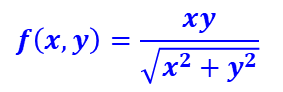 f(x, y) = xy / √(x² + y²)